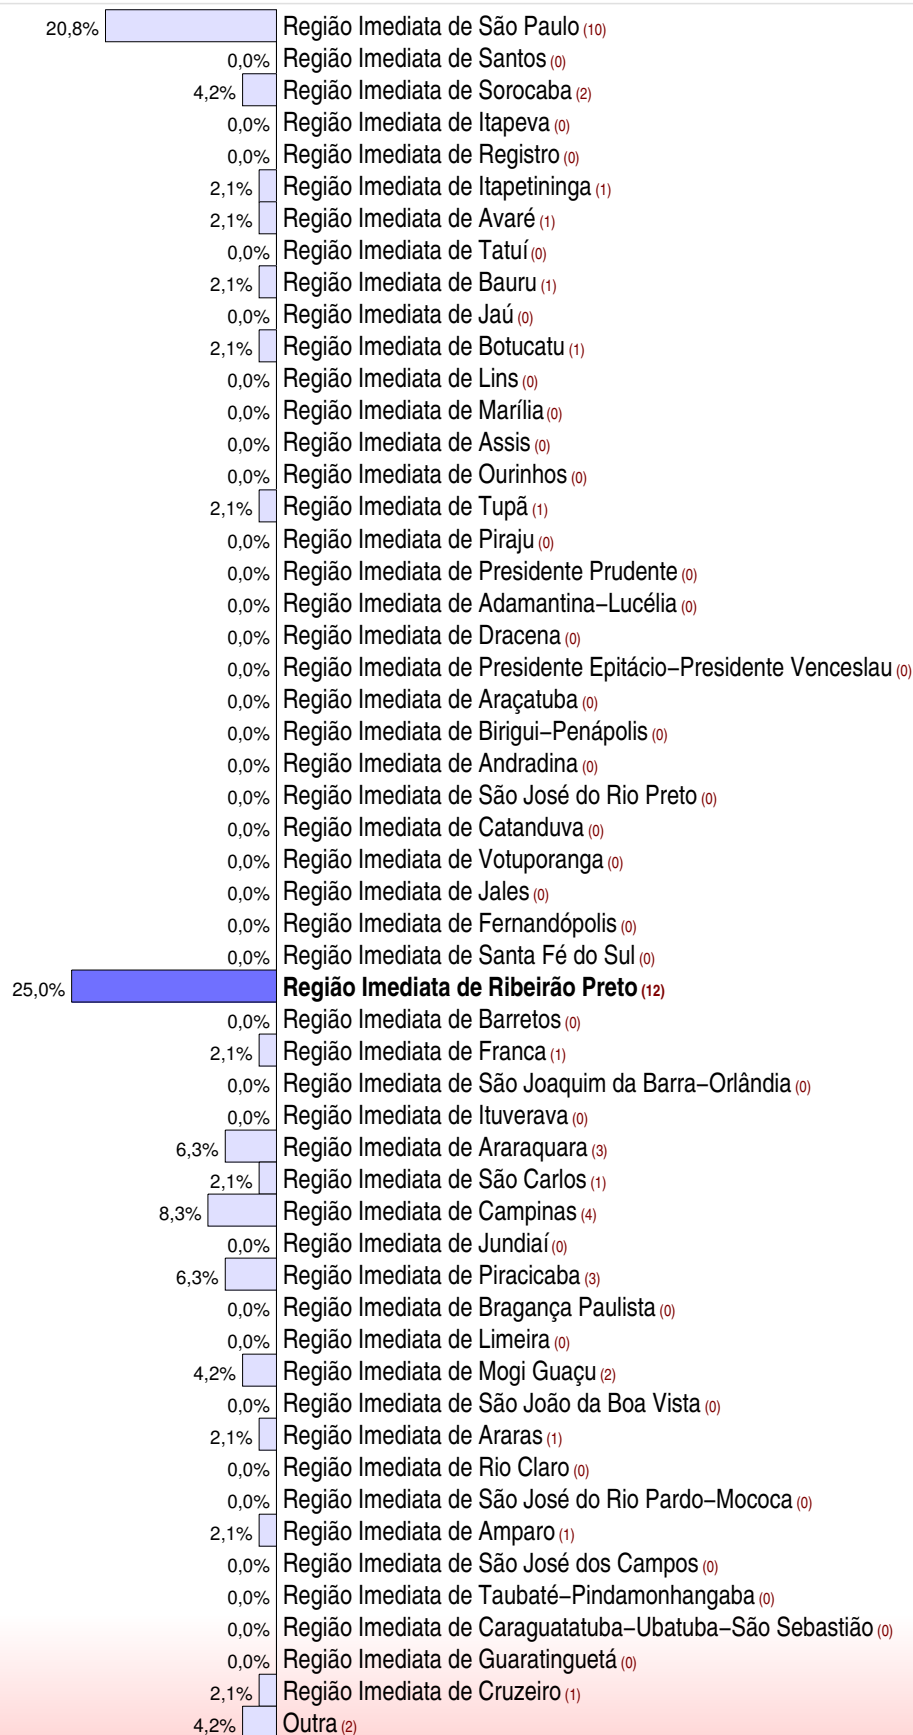 20,8% Região Imediata de São Paulo (10)
0,0% Região Imediata de Santos (0)
4,2% Região Imediata de Sorocaba (2)
0,0% Região Imediata de Itapeva (0)
0,0% Região Imediata de Registro (0)
2,1% Região Imediata de Itapetininga (1)
2,1% Região Imediata de Avaré (1)
0,0% Região Imediata de Tatuí (0)
2,1% Região Imediata de Bauru (1)
0,0% Região Imediata de Jaú (0)
2,1% Região Imediata de Botucatu (1)
0,0% Região Imediata de Lins (0)
0,0% Região Imediata de Marília (0)
0,0% Região Imediata de Assis (0)
0,0% Região Imediata de Ourinhos (0)
2,1% Região Imediata de Tupã (1)
0,0% Região Imediata de Piraju (0)
0,0% Região Imediata de Presidente Prudente (0)
0,0% Região Imediata de Adamantina−Lucélia (0)
0,0% Região Imediata de Dracena (0)
0,0% Região Imediata de Presidente Epitácio−Presidente Venceslau (0)
0,0% Região Imediata de Araçatuba (0)
0,0% Região Imediata de Birigui−Penápolis (0)
0,0% Região Imediata de Andradina (0)
0,0% Região Imediata de São José do Rio Preto (0)
0,0% Região Imediata de Catanduva (0)
0,0% Região Imediata de Votuporanga (0)
0,0% Região Imediata de Jales (0)
0,0% Região Imediata de Fernandópolis (0)
0,0% Região Imediata de Santa Fé do Sul (0)
25,0% Região Imediata de Ribeirão Preto (12)
0,0% Região Imediata de Barretos (0)
2,1% Região Imediata de Franca (1)
0,0% Região Imediata de São Joaquim da Barra−Orlândia (0)
0,0% Região Imediata de Ituverava (0)
6,3% Região Imediata de Araraquara (3)
2,1% Região Imediata de São Carlos (1)
8,3% Região Imediata de Campinas (4)
0,0% Região Imediata de Jundiaí (0)
6,3% Região Imediata de Piracicaba (3)
0,0% Região Imediata de Bragança Paulista (0)
0,0% Região Imediata de Limeira (0)
4,2% Região Imediata de Mogi Guaçu (2)
0,0% Região Imediata de São João da Boa Vista (0)
2,1% Região Imediata de Araras (1)
0,0% Região Imediata de Rio Claro (0)
0,0% Região Imediata de São José do Rio Pardo−Mococa (0)
2,1% Região Imediata de Amparo (1)
0,0% Região Imediata de São José dos Campos (0)
0,0% Região Imediata de Taubaté−Pindamonhangaba (0)
0,0% Região Imediata de Caraguatatuba−Ubatuba−São Sebastião (0)
0,0% Região Imediata de Guaratinguetá (0)
2,1% Região Imediata de Cruzeiro (1)
4,2% Outra (2)